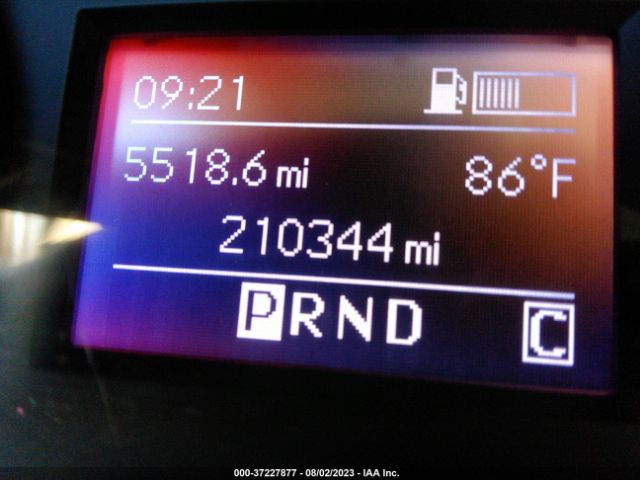 09:21
5518.6 mi 86°F
210344 mi
PRND C
000-37227877 - 08/02/2023 - IAA Inc.